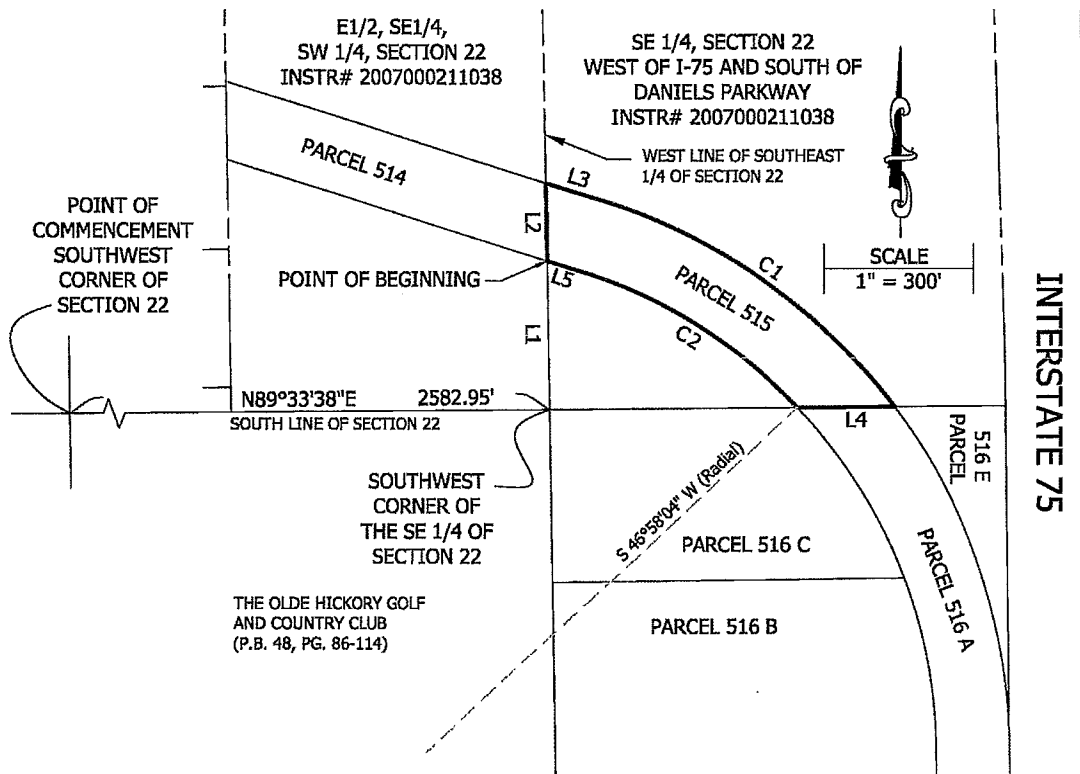 E1/2, SE1/4,
SW 1/4, SECTION 22
INSTR# 2007000211038
SE 1/4, SECTION 22
WEST OF I-75 AND SOUTH OF
DANIELS PARKWAY
INSTR# 2007000211038
WEST LINE OF SOUTHEAST
1/4 OF SECTION 22
PARCEL 514
L3
L2
POINT OF
COMMENCEMENT
SOUTHWEST
CORNER OF
SECTION 22
POINT OF BEGINNING
L5
C1
PARCEL 515
SCALE
1" = 300'
INTERSTATE 75
L1
C2
N89°33'38"E 2582.95'
SOUTH LINE OF SECTION 22
L4
516 E
PARCEL
SOUTHWEST
CORNER OF
THE SE 1/4 OF
SECTION 22
S 46°58'04" W (Radial)
PARCEL 516 C
PARCEL 516 A
THE OLDE HICKORY GOLF
AND COUNTRY CLUB
(P.B. 48, PG. 86-114)
PARCEL 516 B